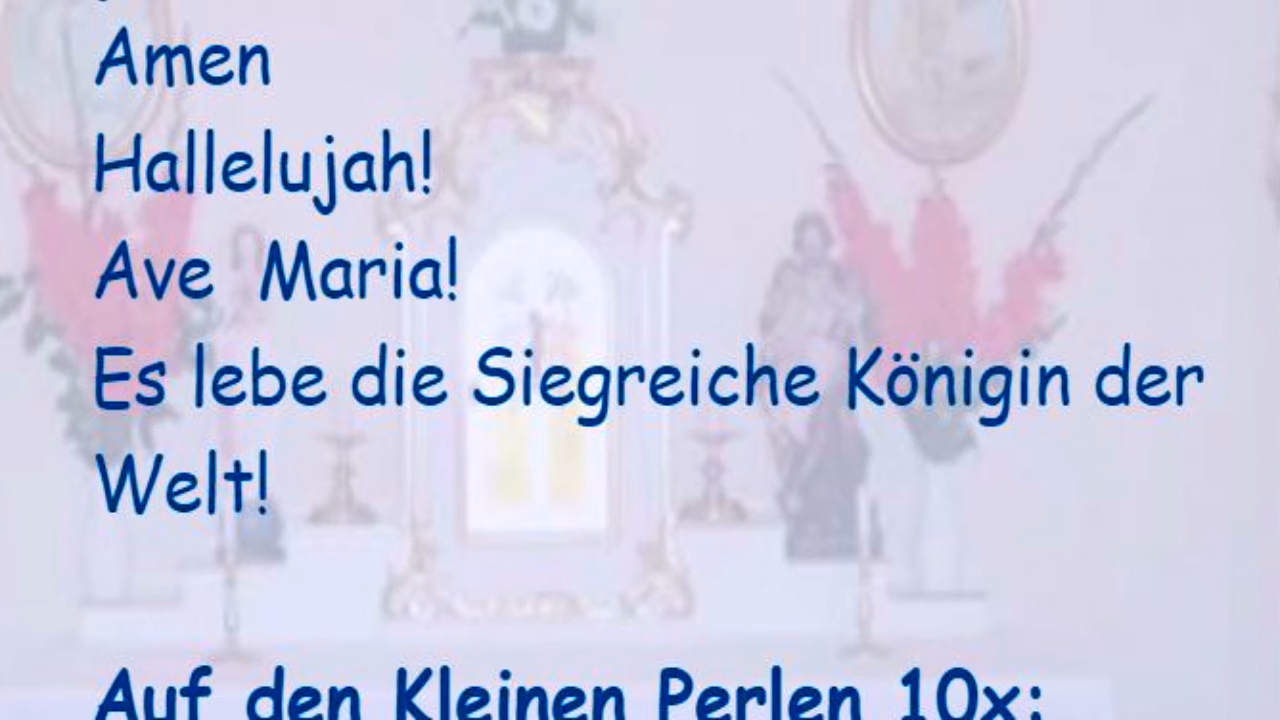 Amen
Hallelujah!
Ave Maria!
Es lebe die Siegreiche Königin der
Welt!
Auf den Kleinen Perlen 10x: